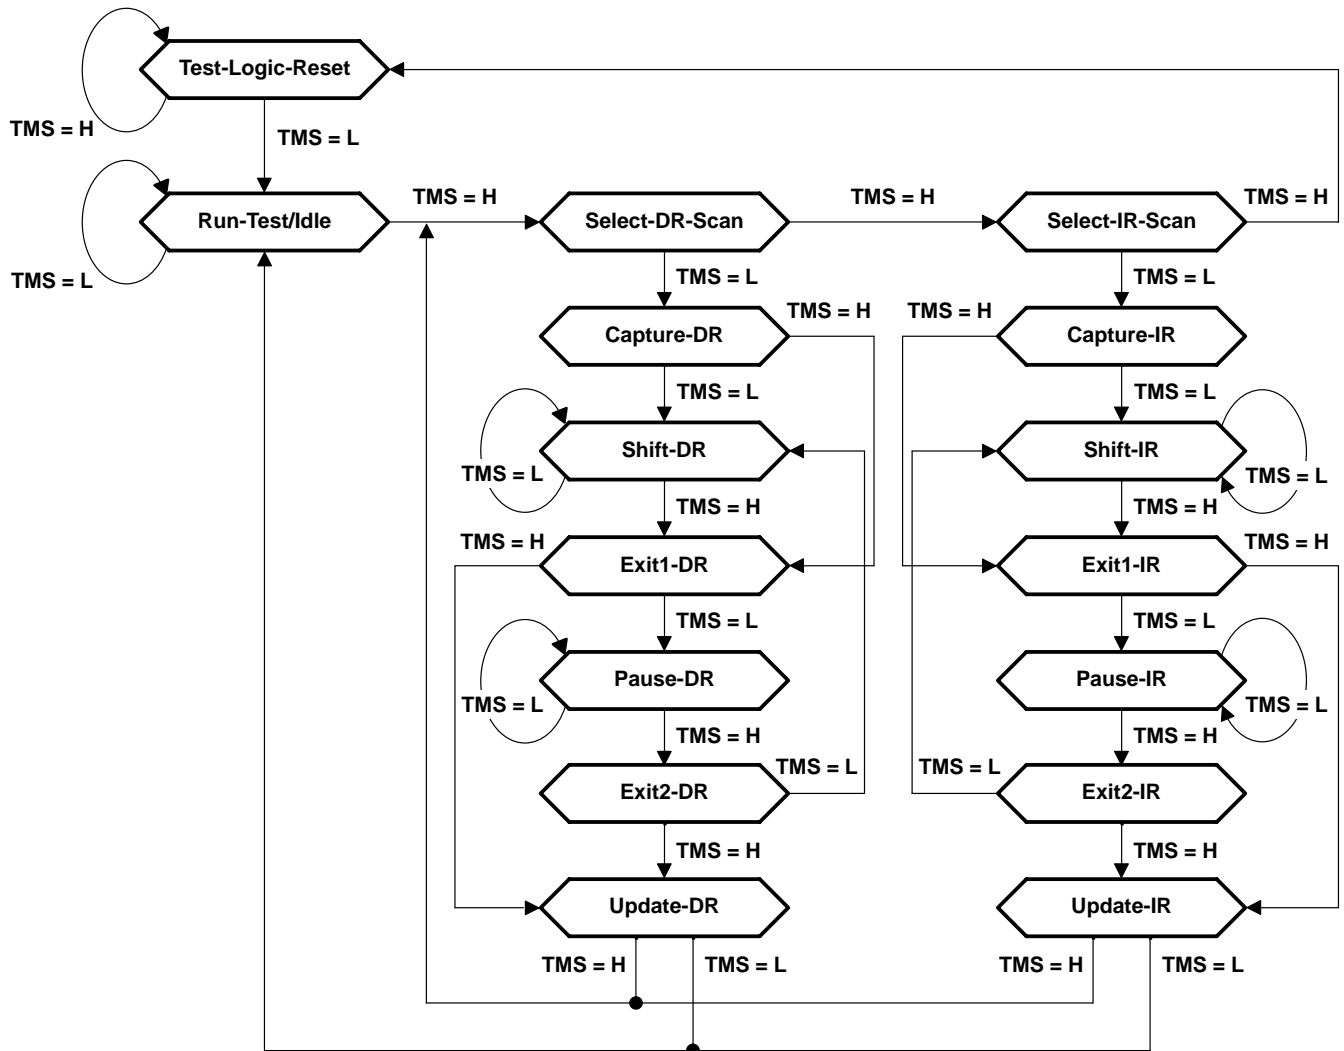 Test-Logic-Reset
TMS = H
TMS = L
Run-Test/Idle
TMS = H
Select-DR-Scan
TMS = H
Select-IR-Scan
TMS = H
TMS = L
TMS = L
TMS = L
Capture-DR
TMS = H
TMS = H
Capture-IR
TMS = L
TMS = L
Shift-DR
TMS = L
Shift-IR
TMS = L
TMS = H
TMS = H
TMS = H
Exit1-DR
Exit1-IR
TMS = H
TMS = L
TMS = L
Pause-DR
TMS = L
Pause-IR
TMS = L
TMS = H
TMS = H
Exit2-DR
TMS = L
TMS = L
Exit2-IR
TMS = H
TMS = H
Update-DR
Update-IR
TMS = H
TMS = L
TMS = H
TMS = L